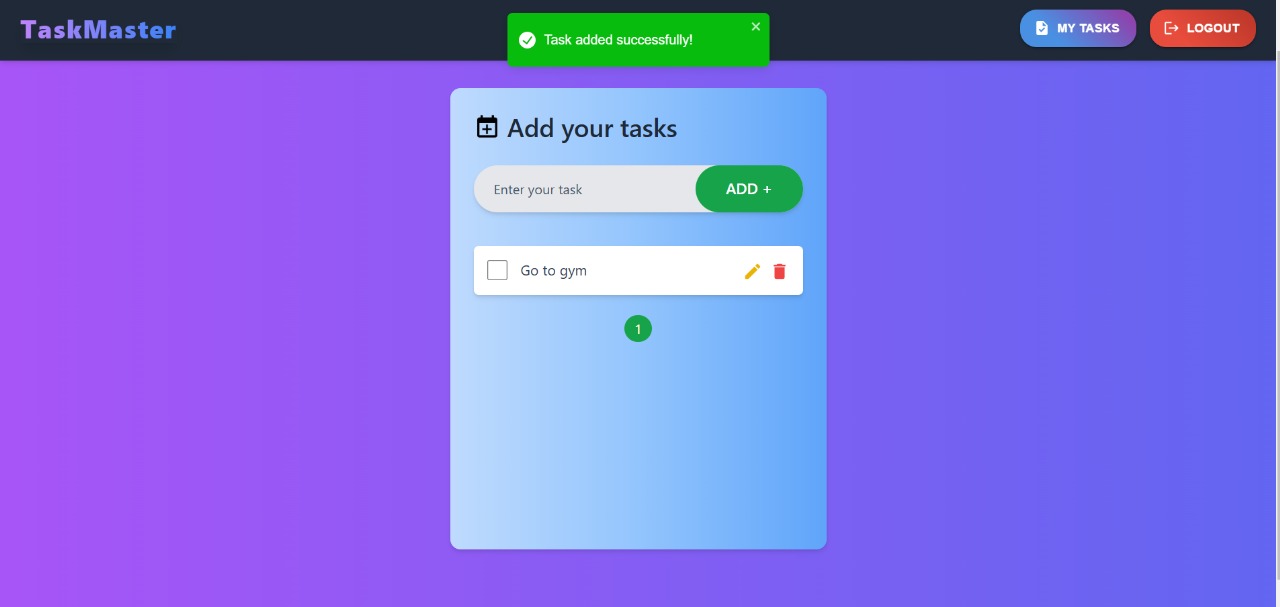 TaskMaster
Task added successfully!
MY TASKS
LOGOUT
Add your tasks
Enter your task
ADD +
Go to gym
1